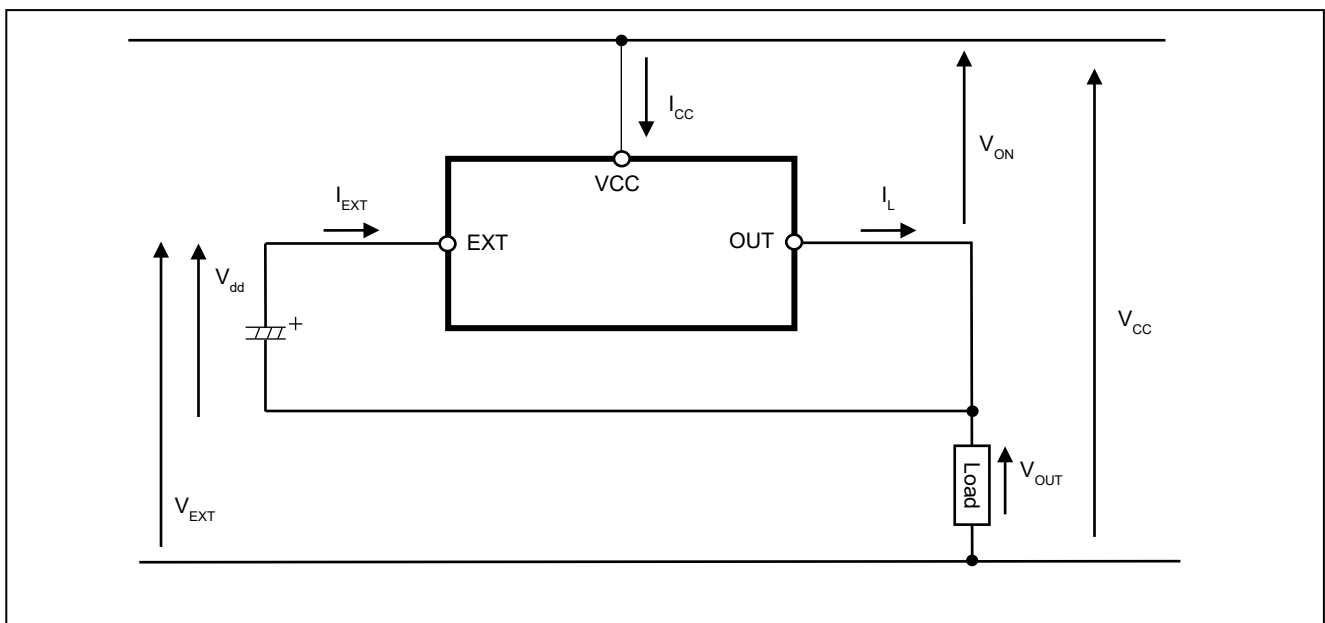 I_CC
V_ON
VCC
I_EXT
I_L
EXT
OUT
V_dd
+
V_CC
Load
V_OUT
V_EXT